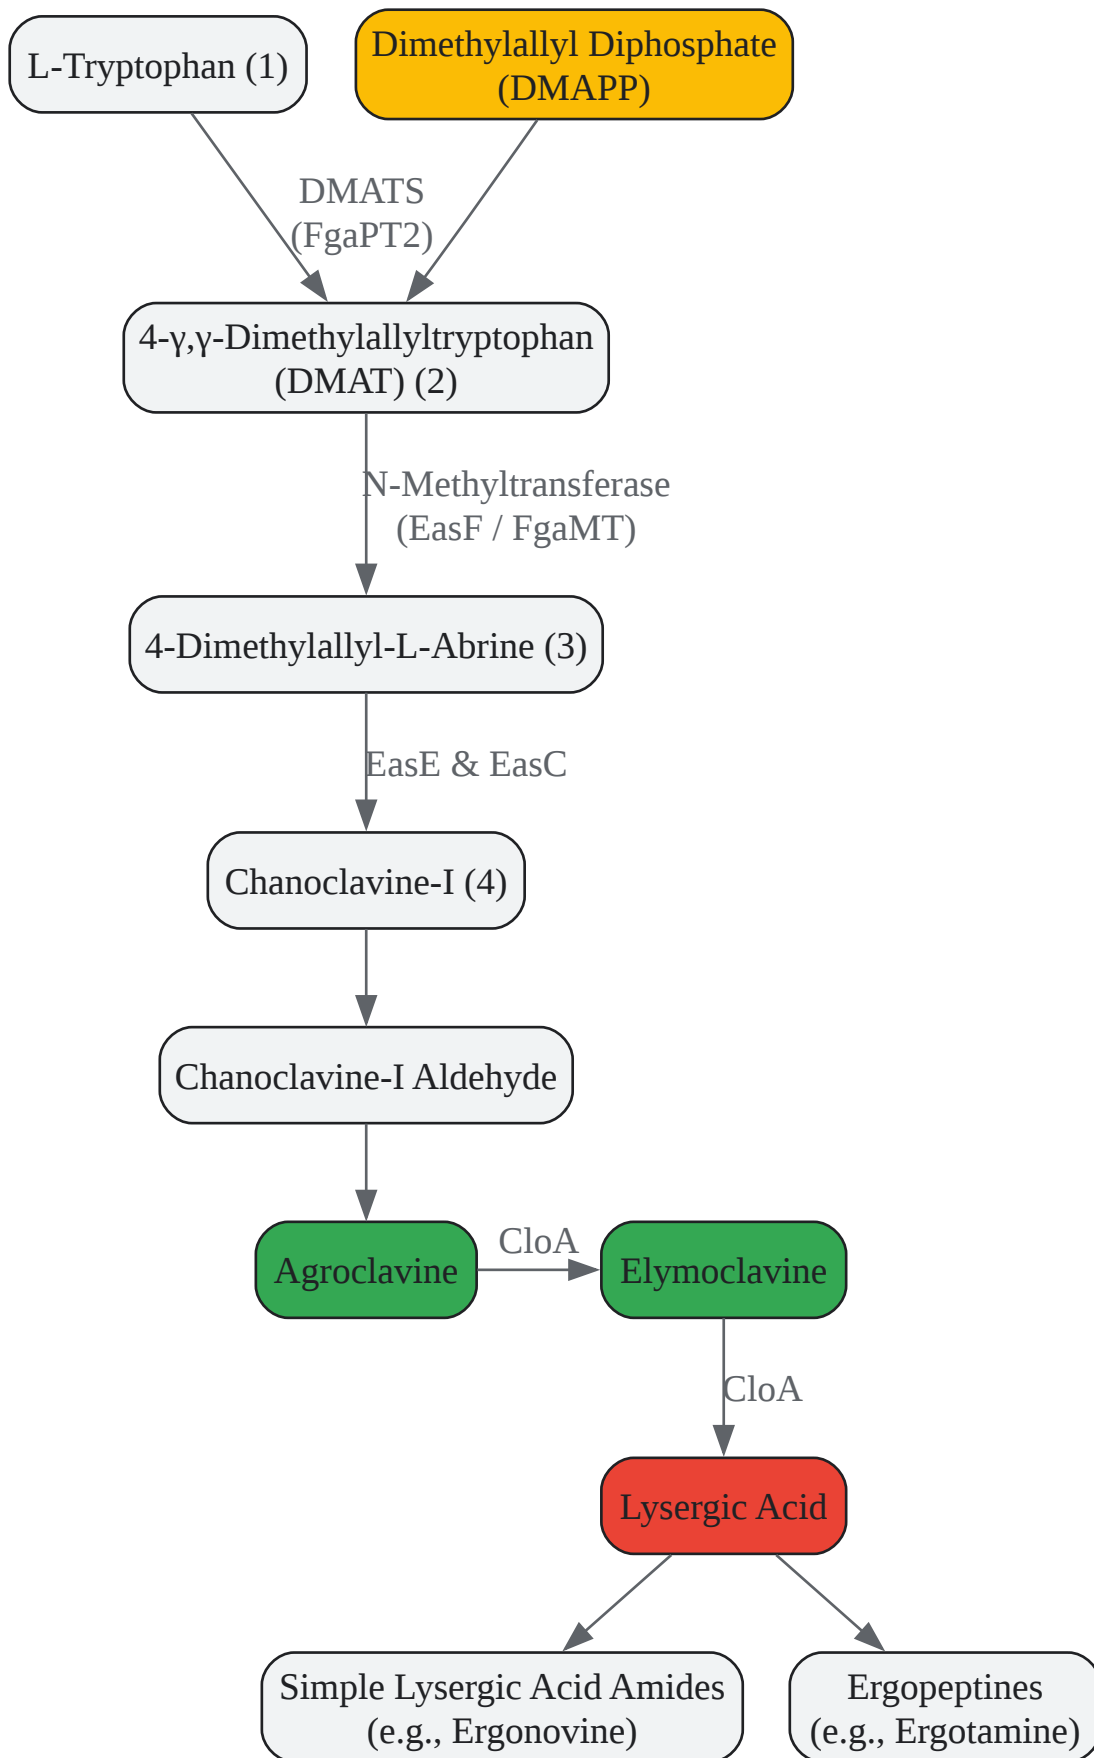 L-Tryptophan (1)
Dimethylallyl Diphosphate
(DMAPP)
DMATS
(FgaPT2)
4-γ,γ-Dimethylallyltryptophan
(DMAT) (2)
N-Methyltransferase
(EasF / FgaMT)
4-Dimethylallyl-L-Abrine (3)
EasE & EasC
Chanoclavine-I (4)
Chanoclavine-I Aldehyde
Agroclavine
CloA
Elymoclavine
CloA
Lysergic Acid
Simple Lysergic Acid Amides
(e.g., Ergonovine)
Ergopeptines
(e.g., Ergotamine)